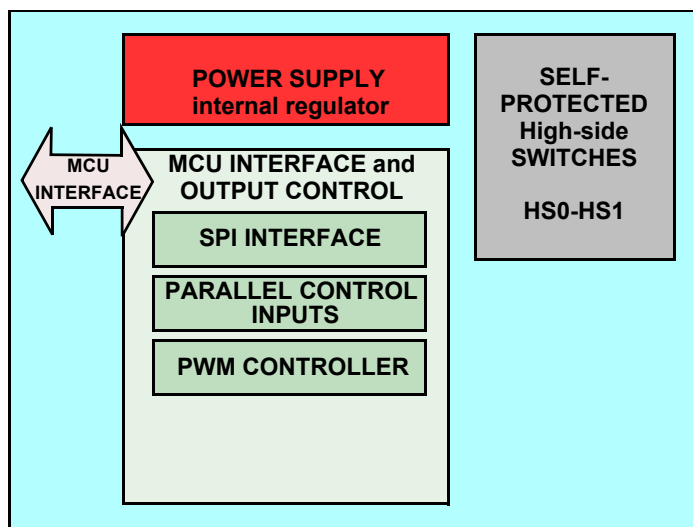 POWER SUPPLY
internal regulator
SELF-
PROTECTED
High-side
SWITCHES
HS0-HS1
MCU
INTERFACE
MCU INTERFACE and
OUTPUT CONTROL
SPI INTERFACE
PARALLEL CONTROL
INPUTS
PWM CONTROLLER